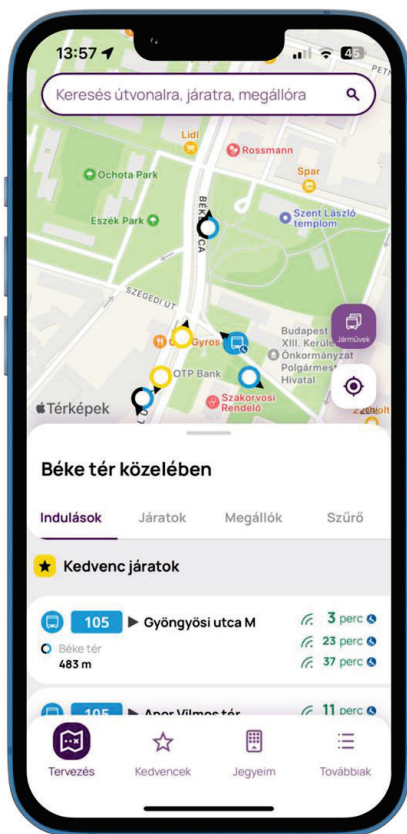 13:57
45
Keresés útvonalra, járatra, megállóra
Lidl
Rossmann
Spar
Ochota Park
Eszék Park
Szent László
templom
SZEGEDI ÚT
Gyros
OTP Bank
Budapest
XIII. Kerüle
Önkormányzat
Polgármest
Hivatal
Szakorvosi
Rendelő
Járművek
Térképek
Béke tér közelében
Indulások
Járatok
Megállók
Szűrő
Kedvenc járatok
105
Gyöngyösi utca M
3 perc
Béke tér
23 perc
483 m
37 perc
105
Apor Vilmos tér
11 perc
Tervezés
Kedvencek
Jegyeim
Továbbiak